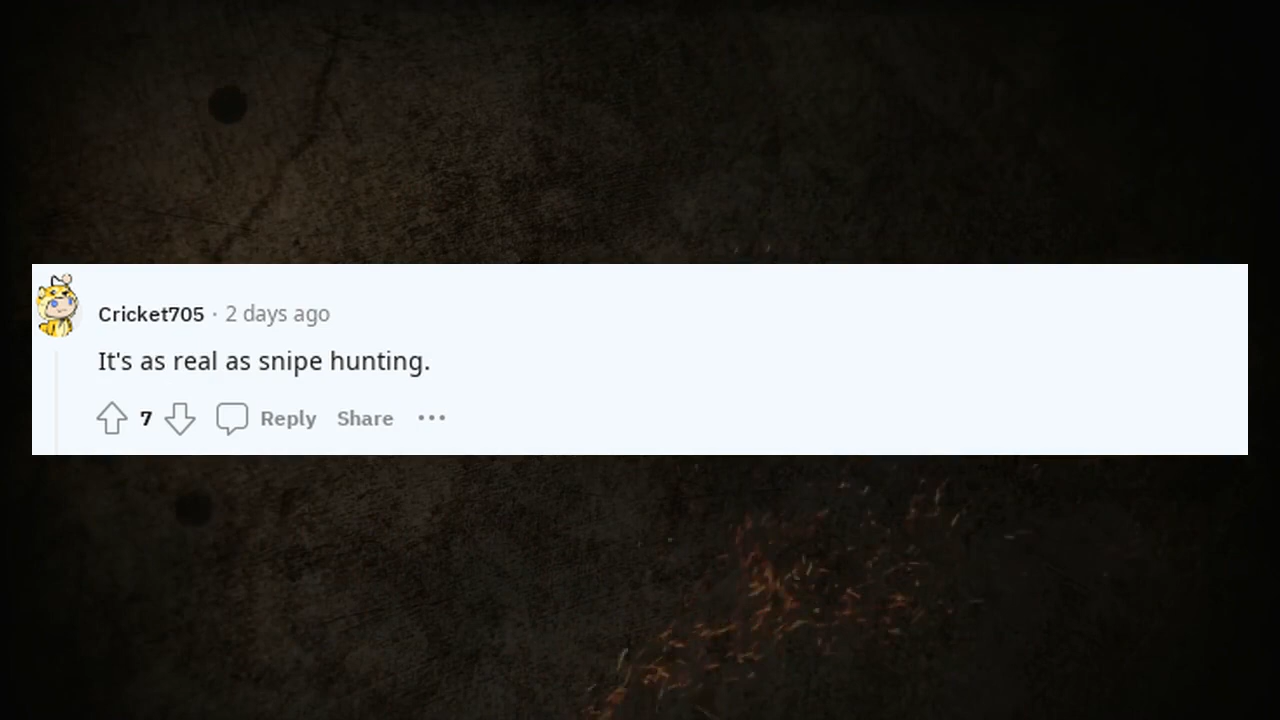 Cricket705 · 2 days ago
It's as real as snipe hunting.
7 Reply Share ···